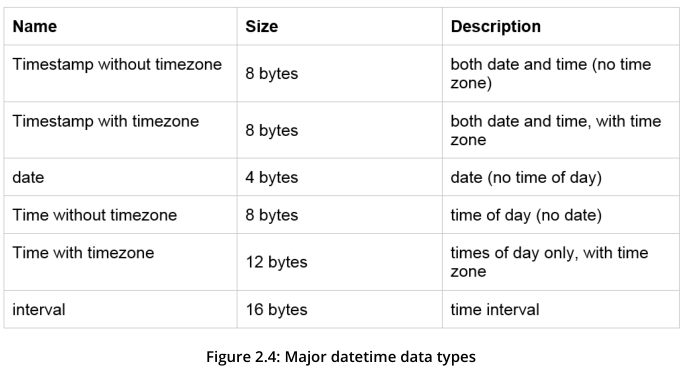 Name Size Description
Timestamp without timezone 8 bytes both date and time (no time
zone)
Timestamp with timezone 8 bytes both date and time, with time
zone
date 4 bytes date (no time of day)
Time without timezone 8 bytes time of day (no date)
Time with timezone 12 bytes times of day only, with time
zone
interval 16 bytes time interval
Figure 2.4: Major datetime data types